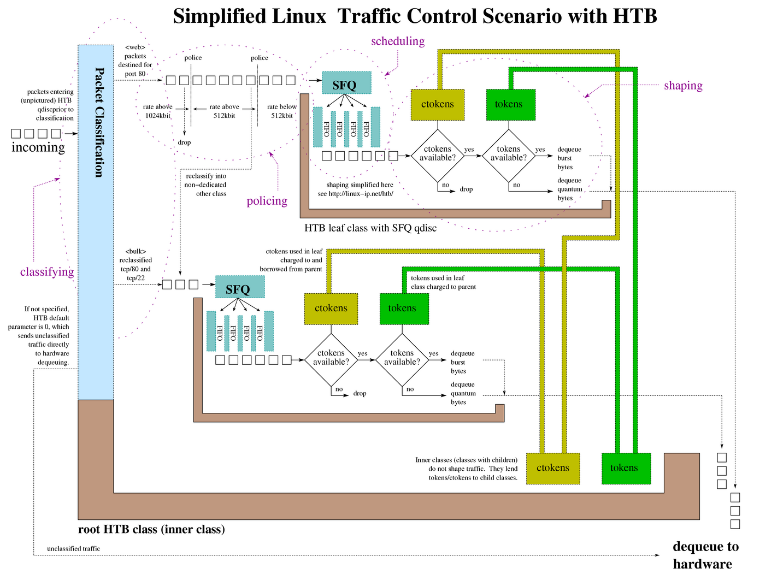 Simplified Linux Traffic Control Scenario with HTB
scheduling
<web>
packets
destined for
port 80
police
police
SFQ
ctokens
tokens
shaping
packets entering
(unpictured) HTB
qdisc prior to
classification
incoming
Packet Classification
rate above
1024kbit
rate above
512kbit
rate below
512kbit
drop
FIFO
FIFO
FIFO
FIFO
ctokens
available?
yes
tokens
available?
yes
dequeue
burst
bytes
no
drop
no
dequeue
quantum
bytes
reclassify into
non-dedicated
other class
policing
shaping simplified here
see http://linux-ip.net/htb/
HTB leaf class with SFQ qdisc
classifying
<bulk>
reclassified
tcp/80 and
tcp/22
ctokens used in leaf
charged to and
borrowed from parent
tokens used in leaf
class charged to parent
SFQ
ctokens
tokens
If not specified,
HTB default
parameter is 0, which
sends unclassified
traffic directly
to hardware
dequeuing.
FIFO
FIFO
FIFO
FIFO
ctokens
available?
yes
tokens
available?
yes
dequeue
burst
bytes
no
drop
no
dequeue
quantum
bytes
Inner classes (classes with children)
do not shape traffic. They lend
tokens/ctokens to child classes.
ctokens
tokens
root HTB class (inner class)
unclassified traffic
dequeue to
hardware